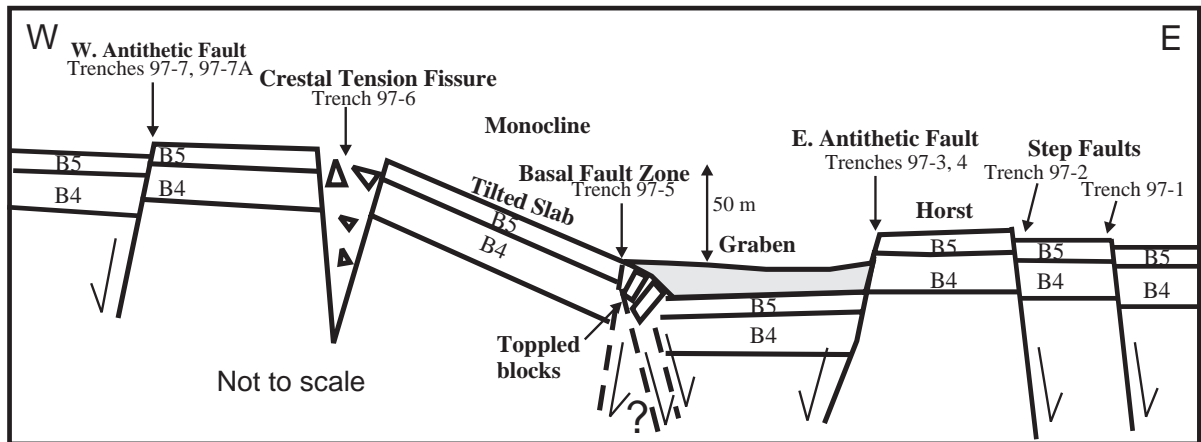 W
E
W. Antithetic Fault
Trenches 97-7, 97-7A
Crestal Tension Fissure
Trench 97-6
Monocline
Basal Fault Zone
Trench 97-5
E. Antithetic Fault
Trenches 97-3, 4
Step Faults
Trench 97-2
Trench 97-1
50 m
Tilted Slab
Graben
Horst
B5
B4
B5
B4
B5
B4
B5
B4
B5
B4
B5
B4
B5
B4
Toppled
blocks
?
Not to scale